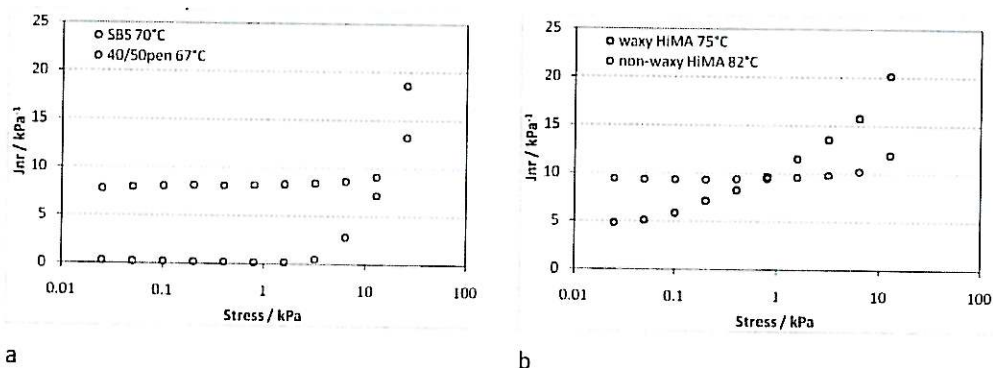 25
20
15
10
5
0
Jnr / kPa⁻¹
SBS 70°C
40/50pen 67°C
0.01 0.1 1 10 100
Stress / kPa
a
25
20
15
10
5
0
Jnr / kPa⁻¹
waxy HiMA 75°C
non-waxy HiMA 82°C
0.01 0.1 1 10 100
Stress / kPa
b